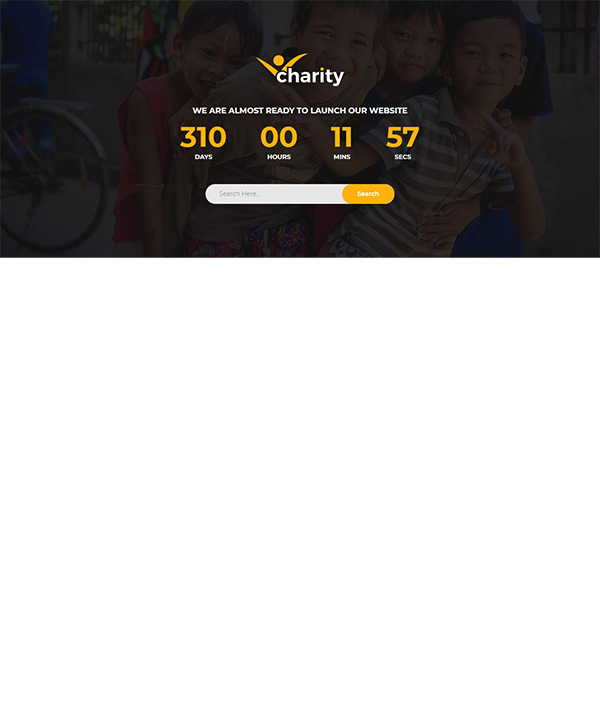 charity
WE ARE ALMOST READY TO LAUNCH OUR WEBSITE
310 00 11 57
DAYS HOURS MINS SECS
Search Here.. Search